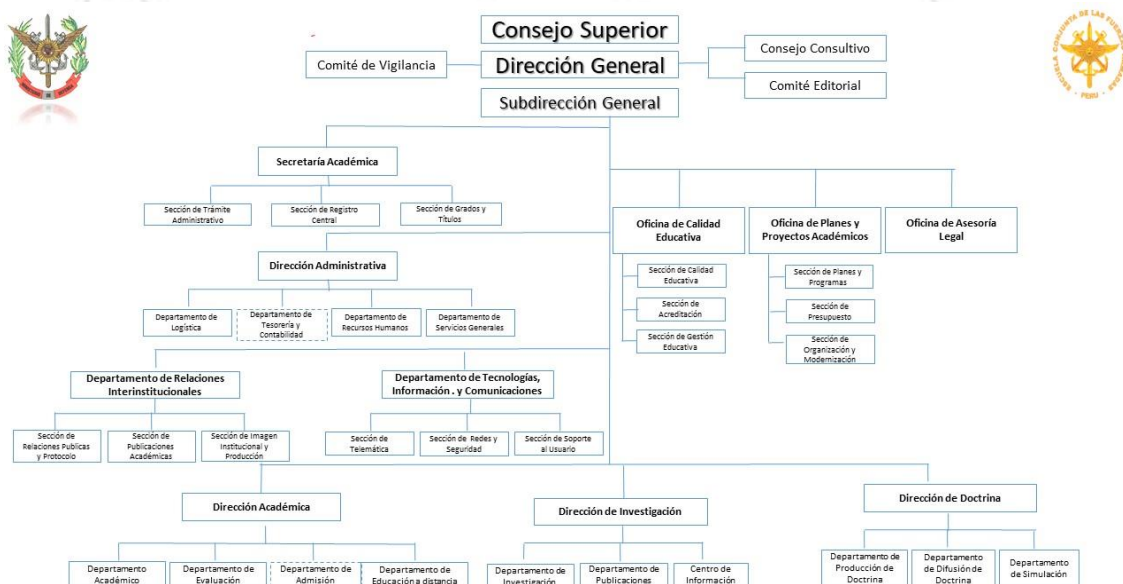 Consejo Superior
Comité de Vigilancia
Dirección General
Consejo Consultivo
Comité Editorial
Subdirección General
ESCUELA CONJUNTA DE LAS FUERZAS ARMADAS
PERU
Secretaría Académica
Sección de Trámite
Administrativo
Sección de Registro
Central
Sección de Grados y
Títulos
Oficina de Calidad
Educativa
Oficina de Planes y
Proyectos Académicos
Oficina de Asesoría
Legal
Sección de Calidad
Educativa
Sección de
Acreditación
Sección de Gestión
Educativa
Sección de Planes y
Programas
Sección de
Presupuesto
Sección de
Organización y
Modernización
Dirección Administrativa
Departamento de
Logística
Departamento de
Tesorería y
Contabilidad
Departamento de
Recursos Humanos
Departamento de
Servicios Generales
Departamento de Relaciones
Interinstitucionales
Departamento de Tecnologías,
Información . y Comunicaciones
Sección de
Relaciones Publicas
y Protocolo
Sección de
Publicaciones
Académicas
Sección de Imagen
Institucional y
Producción
Sección de
Telemática
Sección de Redes y
Seguridad
Sección de Soporte
al Usuario
Dirección Académica
Dirección de Investigación
Dirección de Doctrina
Departamento
Académico
Departamento de
Evaluación
Departamento de
Admisión
Departamento de
Educación a distancia
Departamento de
Investigación
Departamento de
Publicaciones
Centro de
Información
Departamento de
Producción de
Doctrina
Departamento
de Difusión de
Doctrina
Departamento
de Simulación